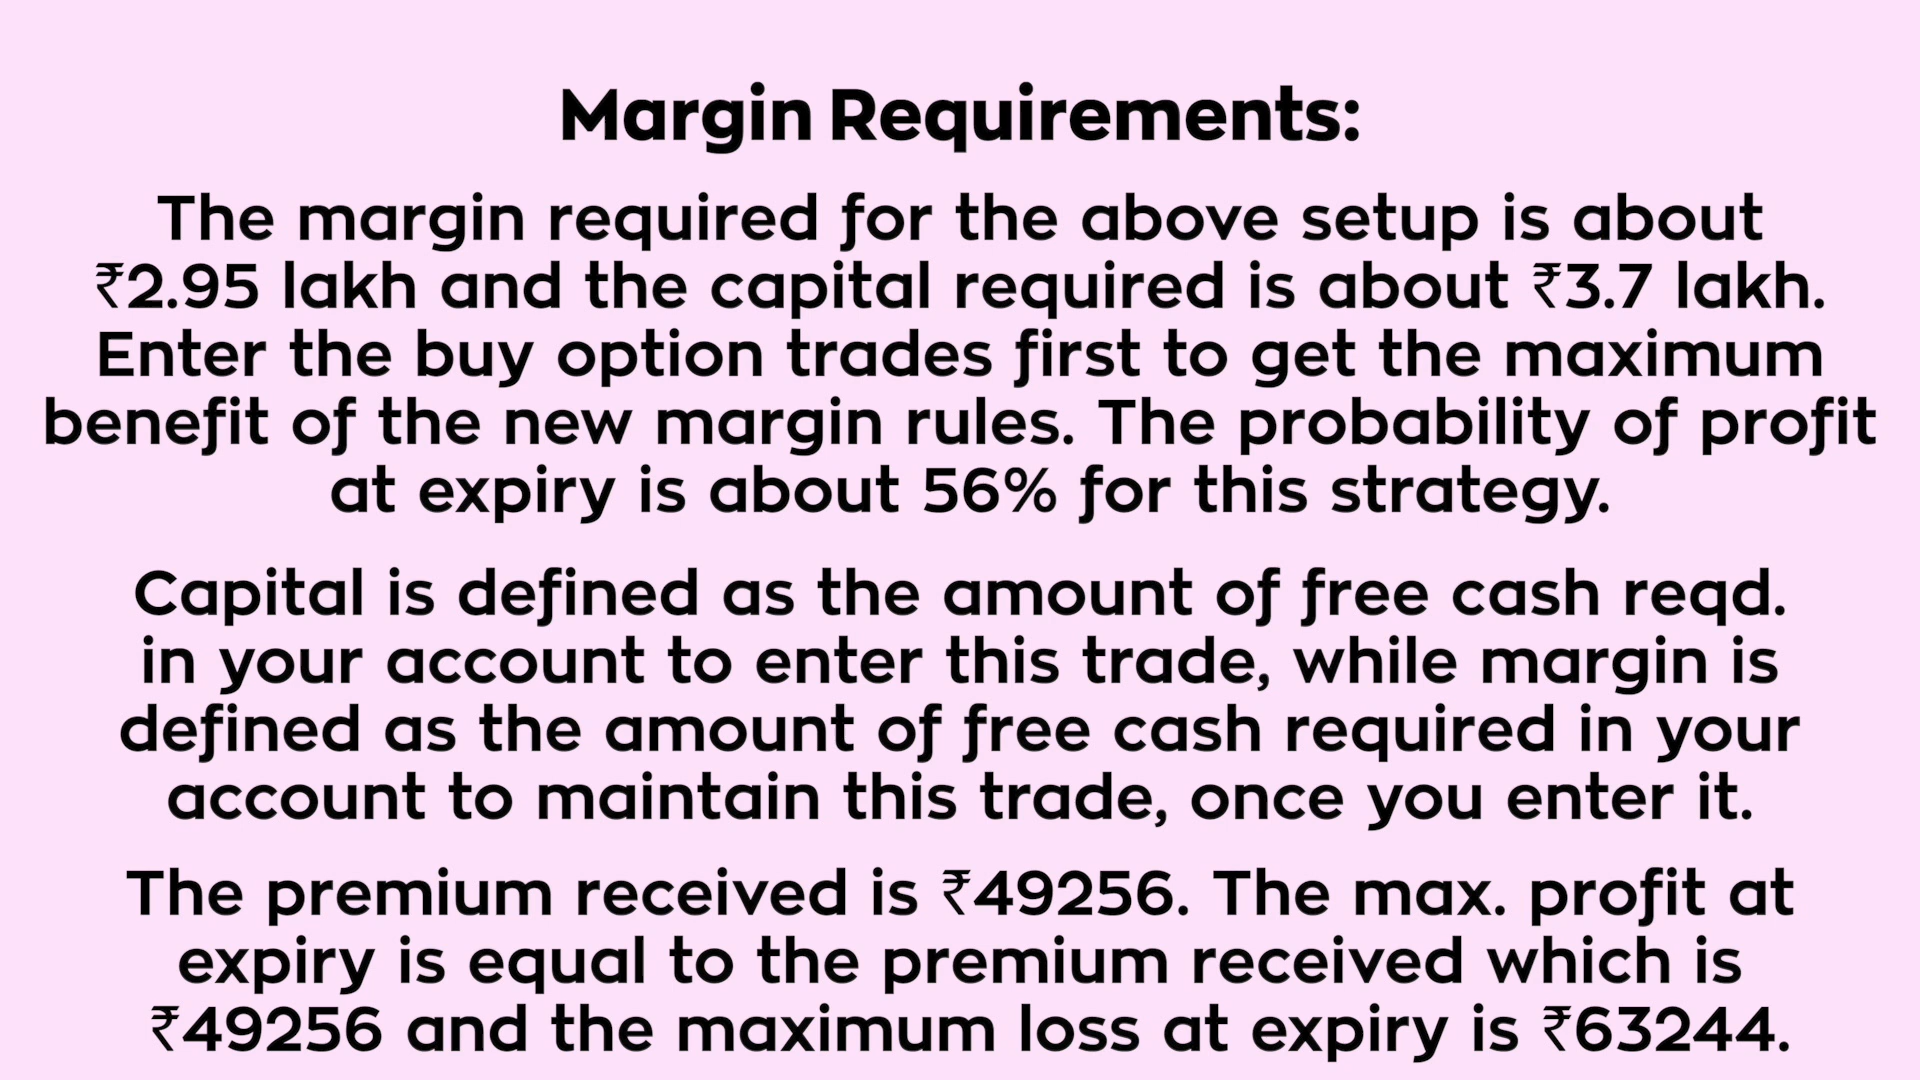 Margin Requirements:
The margin required for the above setup is about
₹2.95 lakh and the capital required is about ₹3.7 lakh.
Enter the buy option trades first to get the maximum
benefit of the new margin rules. The probability of profit
at expiry is about 56% for this strategy.
Capital is defined as the amount of free cash reqd.
in your account to enter this trade, while margin is
defined as the amount of free cash required in your
account to maintain this trade, once you enter it.
The premium received is ₹49256. The max. profit at
expiry is equal to the premium received which is
₹49256 and the maximum loss at expiry is ₹63244.